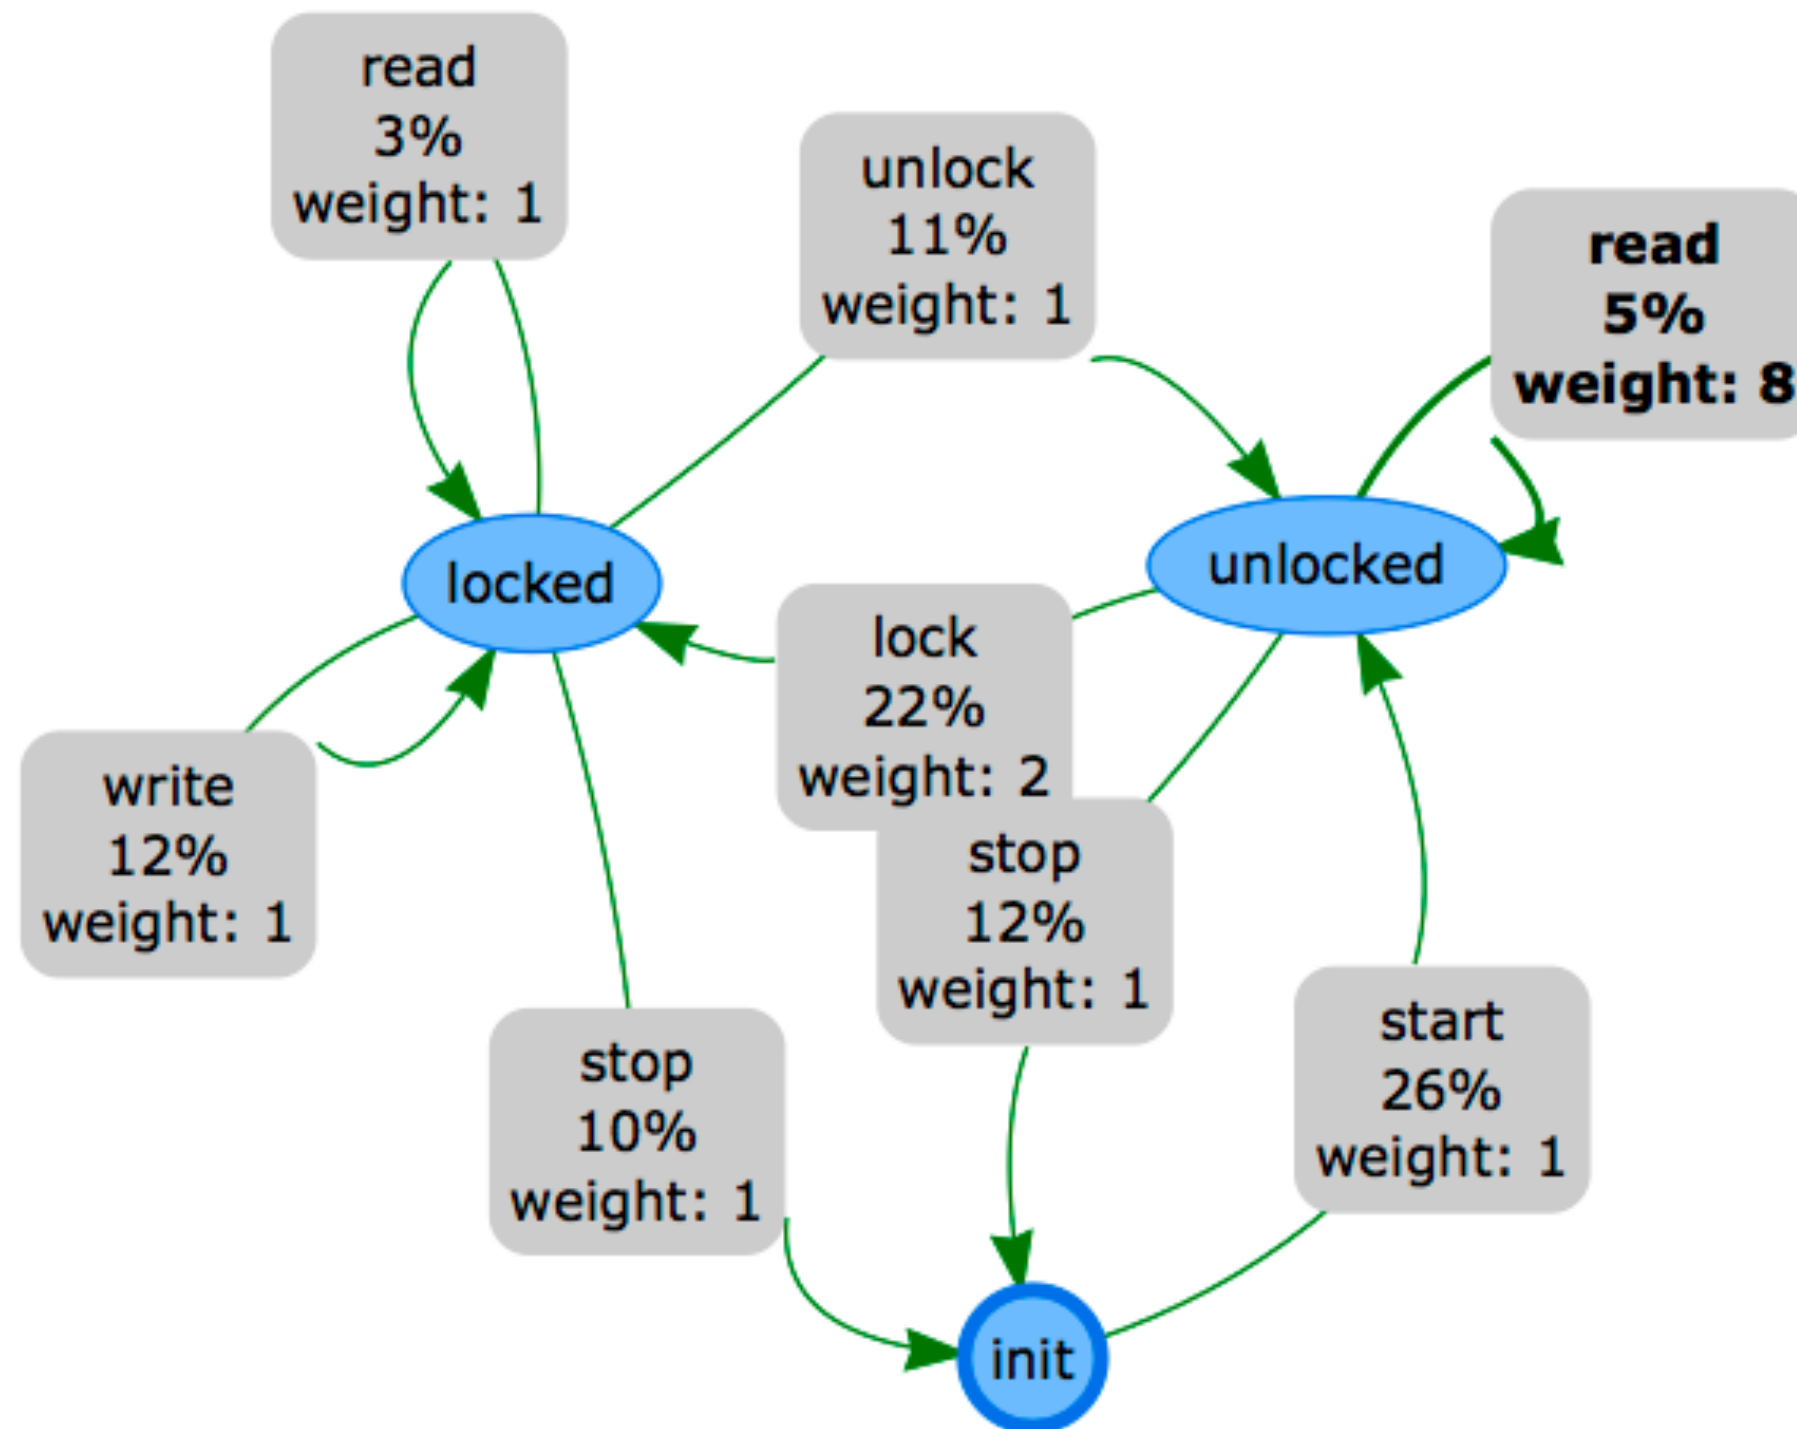 read
3%
weight: 1
unlock
11%
weight: 1
read
5%
weight: 8
locked
unlocked
lock
22%
weight: 2
write
12%
weight: 1
stop
12%
weight: 1
stop
10%
weight: 1
start
26%
weight: 1
init